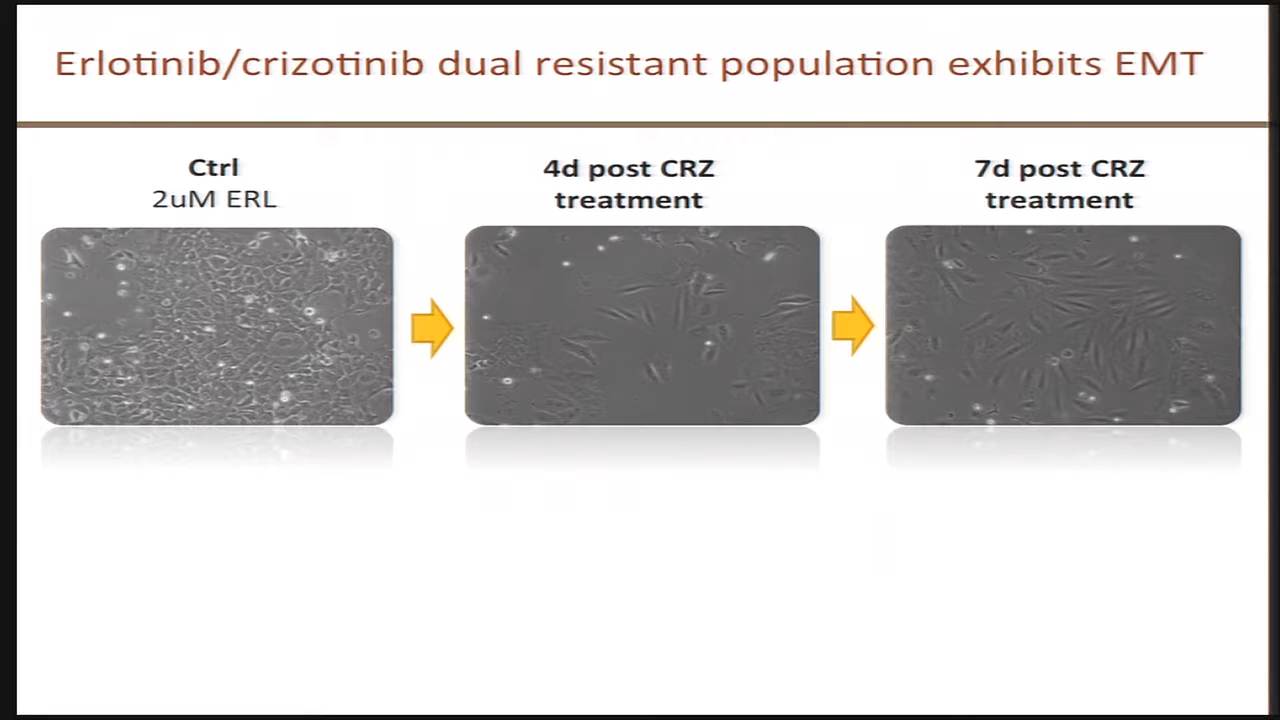 Erlotinib/crizotinib dual resistant population exhibits EMT
Ctrl
2uM ERL
4d post CRZ
treatment
7d post CRZ
treatment